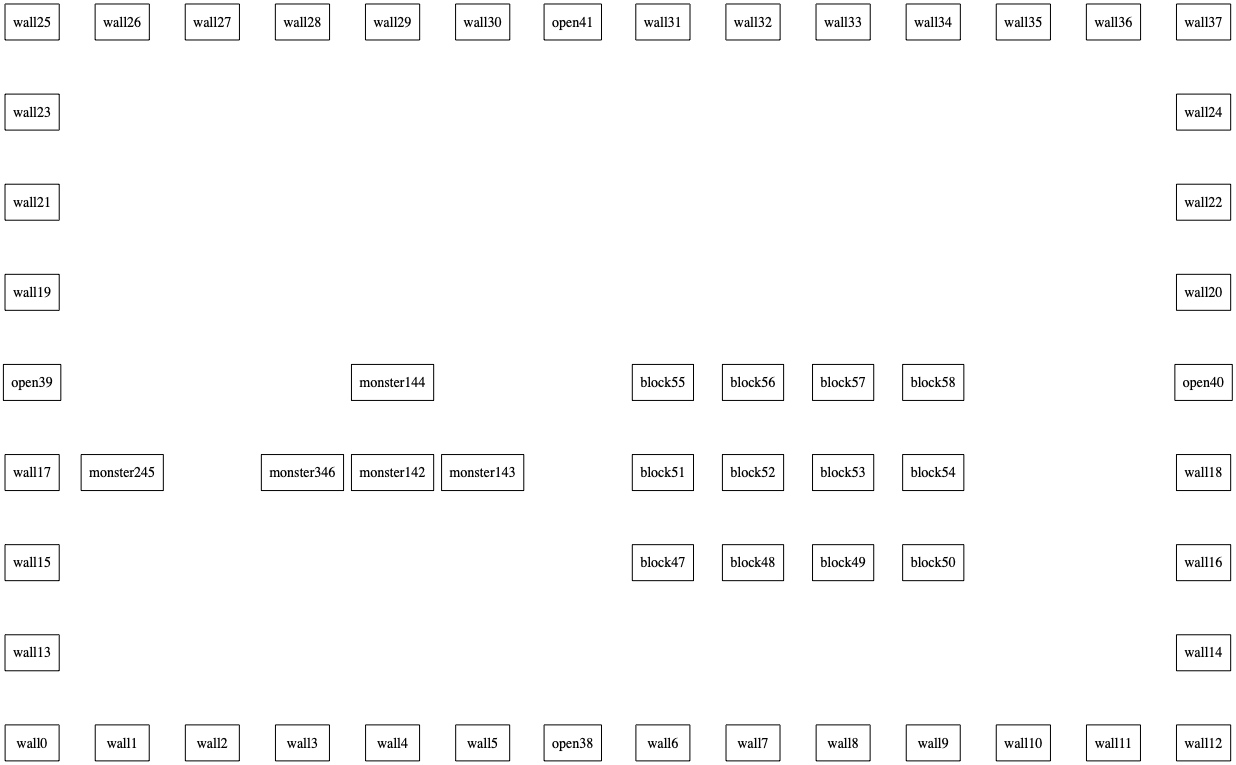 wall25 wall26 wall27 wall28 wall29 wall30 open41 wall31 wall32 wall33 wall34 wall35 wall36 wall37
wall23 wall24
wall21 wall22
wall19 wall20
open39 monster144 block55 block56 block57 block58 open40
wall17 monster245 monster346 monster142 monster143 block51 block52 block53 block54 wall18
wall15 block47 block48 block49 block50 wall16
wall13 wall14
wall0 wall1 wall2 wall3 wall4 wall5 open38 wall6 wall7 wall8 wall9 wall10 wall11 wall12